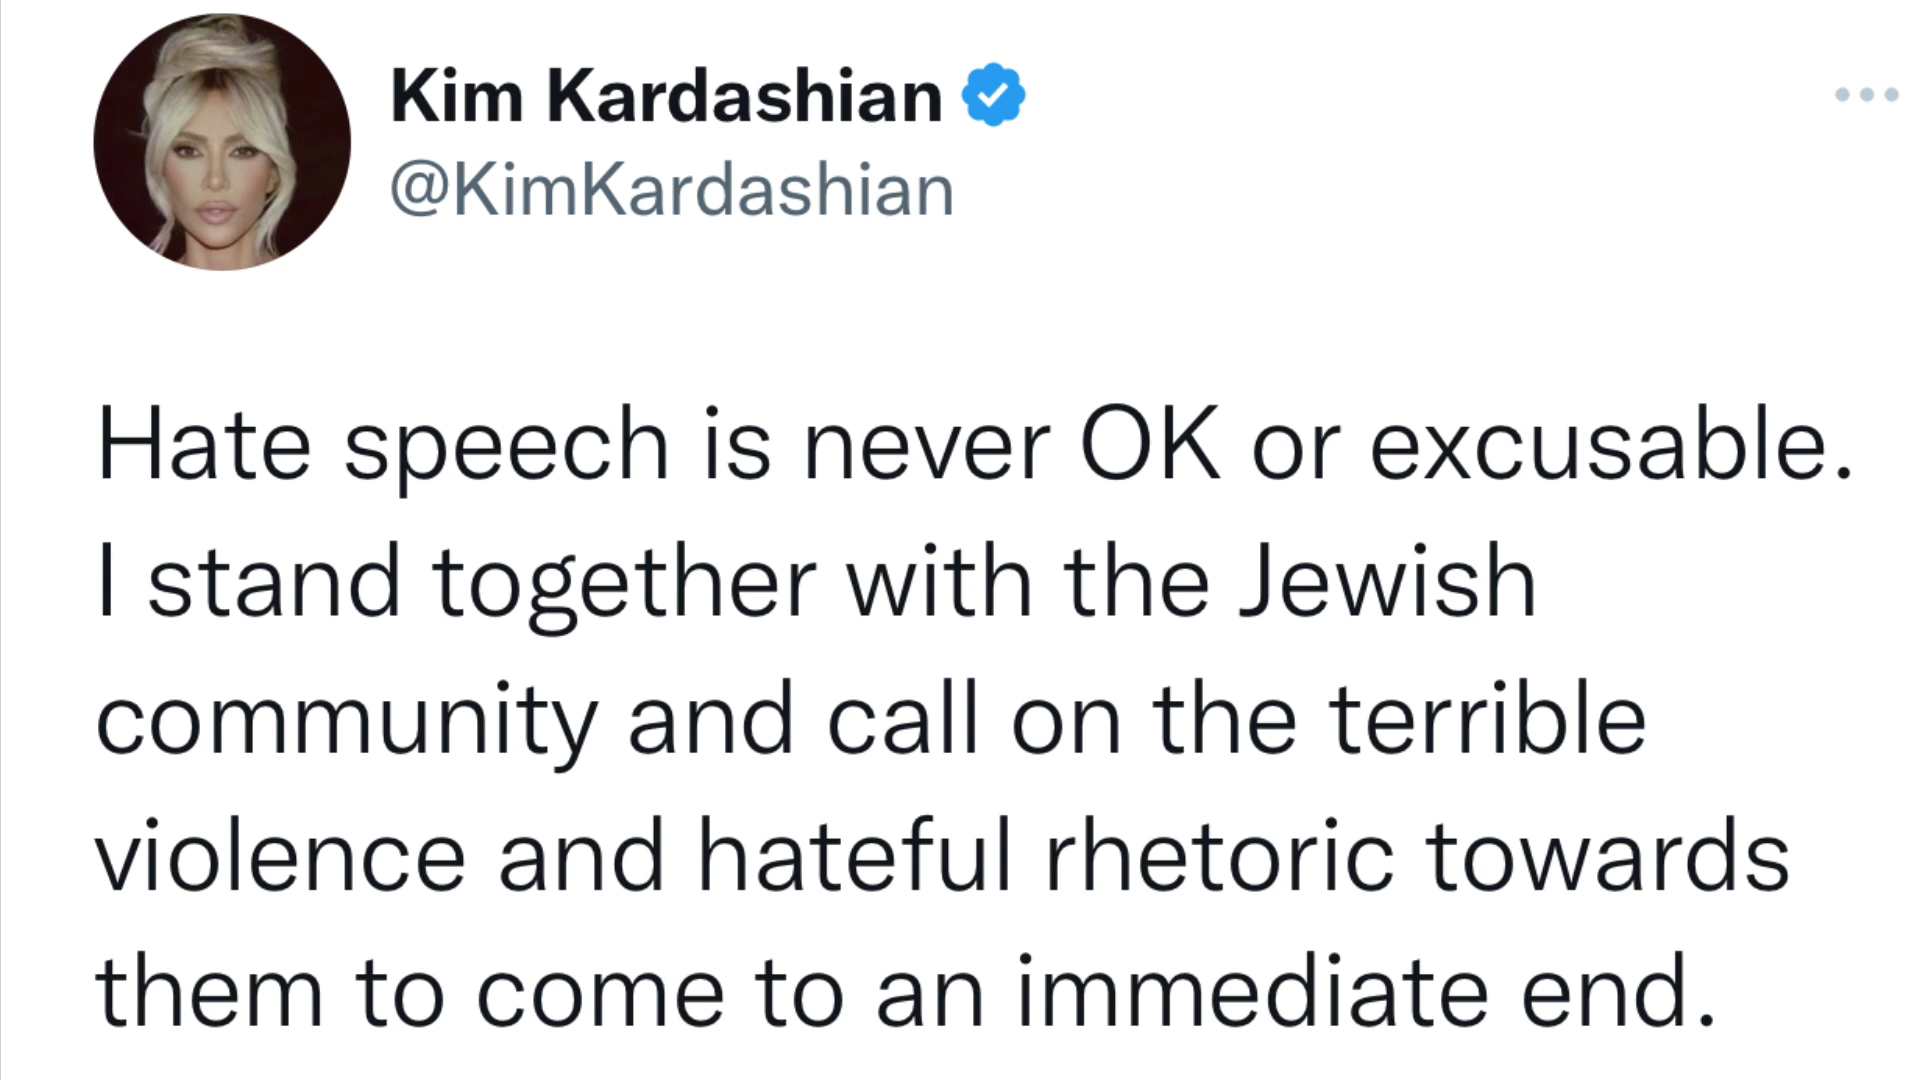 Kim Kardashian
@KimKardashian
Hate speech is never OK or excusable.
I stand together with the Jewish
community and call on the terrible
violence and hateful rhetoric towards
them to come to an immediate end.